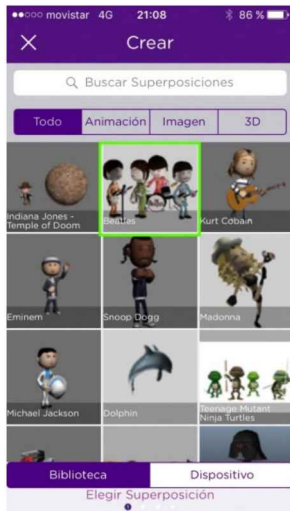 movistar 4G 21:08 86 %
Crear
Buscar Superposiciones
Todo Animación Imagen 3D
Indiana Jones -
Temple of Doom
Beatles
Kurt Cobain
Eminem
Snoop Dogg
Madonna
Michael Jackson
Dolphin
Teenage Mutant
Ninja Turtles
Biblioteca Dispositivo
Elegir Superposición